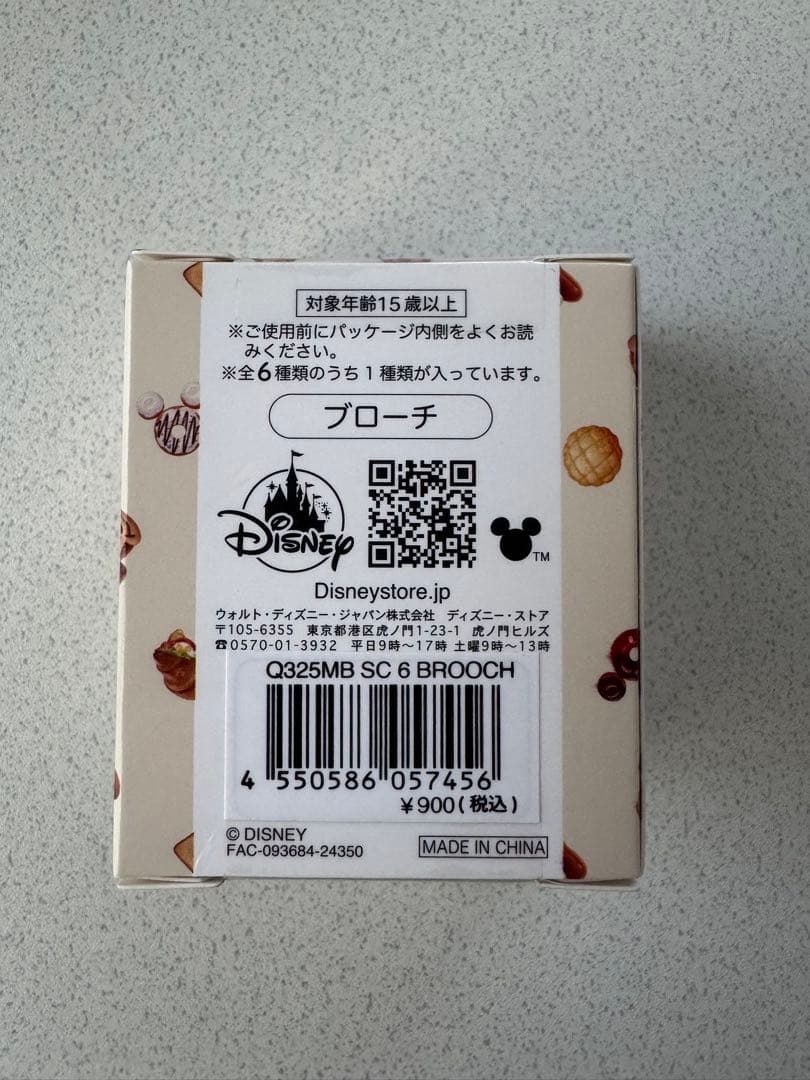 対象年齢15歳以上
※ご使用前にパッケージ内側をよくお読
みください。
※全6種類のうち1種類が入っています。
ブローチ
Disney
TM
Disneystore.jp
ウォルト・ディズニー・ジャパン株式会社 ディズニー・ストア
〒105-6355 東京都港区虎ノ門1-23-1 虎ノ門ヒルズ
☎0570-01-3932 平日9時〜17時 土曜9時〜13時
Q325MB SC 6 BROOCH
4 550586 057456
¥900(税込)
© DISNEY
FAC-093684-24350
MADE IN CHINA